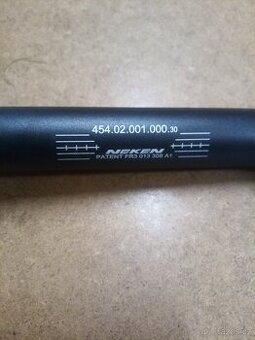 454.02.001.000.30
NEKEN
PATENT FR3 013 308 A1